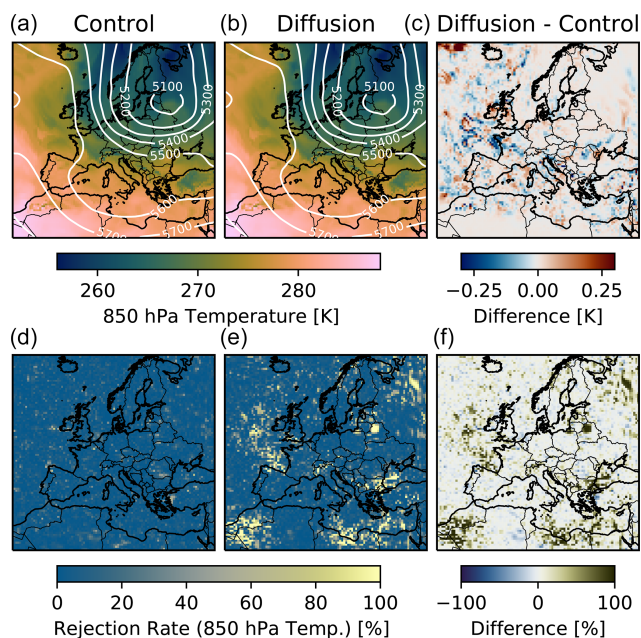 (a) Control (b) Diffusion (c) Diffusion - Control
5100 5200 5300 5400 5500 5600 5700
5100 5200 5300 5400 5500 5600 5700
260 270 280
850 hPa Temperature [K]
−0.25 0.00 0.25
Difference [K]
(d) (e) (f)
0 20 40 60 80 100
Rejection Rate (850 hPa Temp.) [%]
−100 0 100
Difference [%]